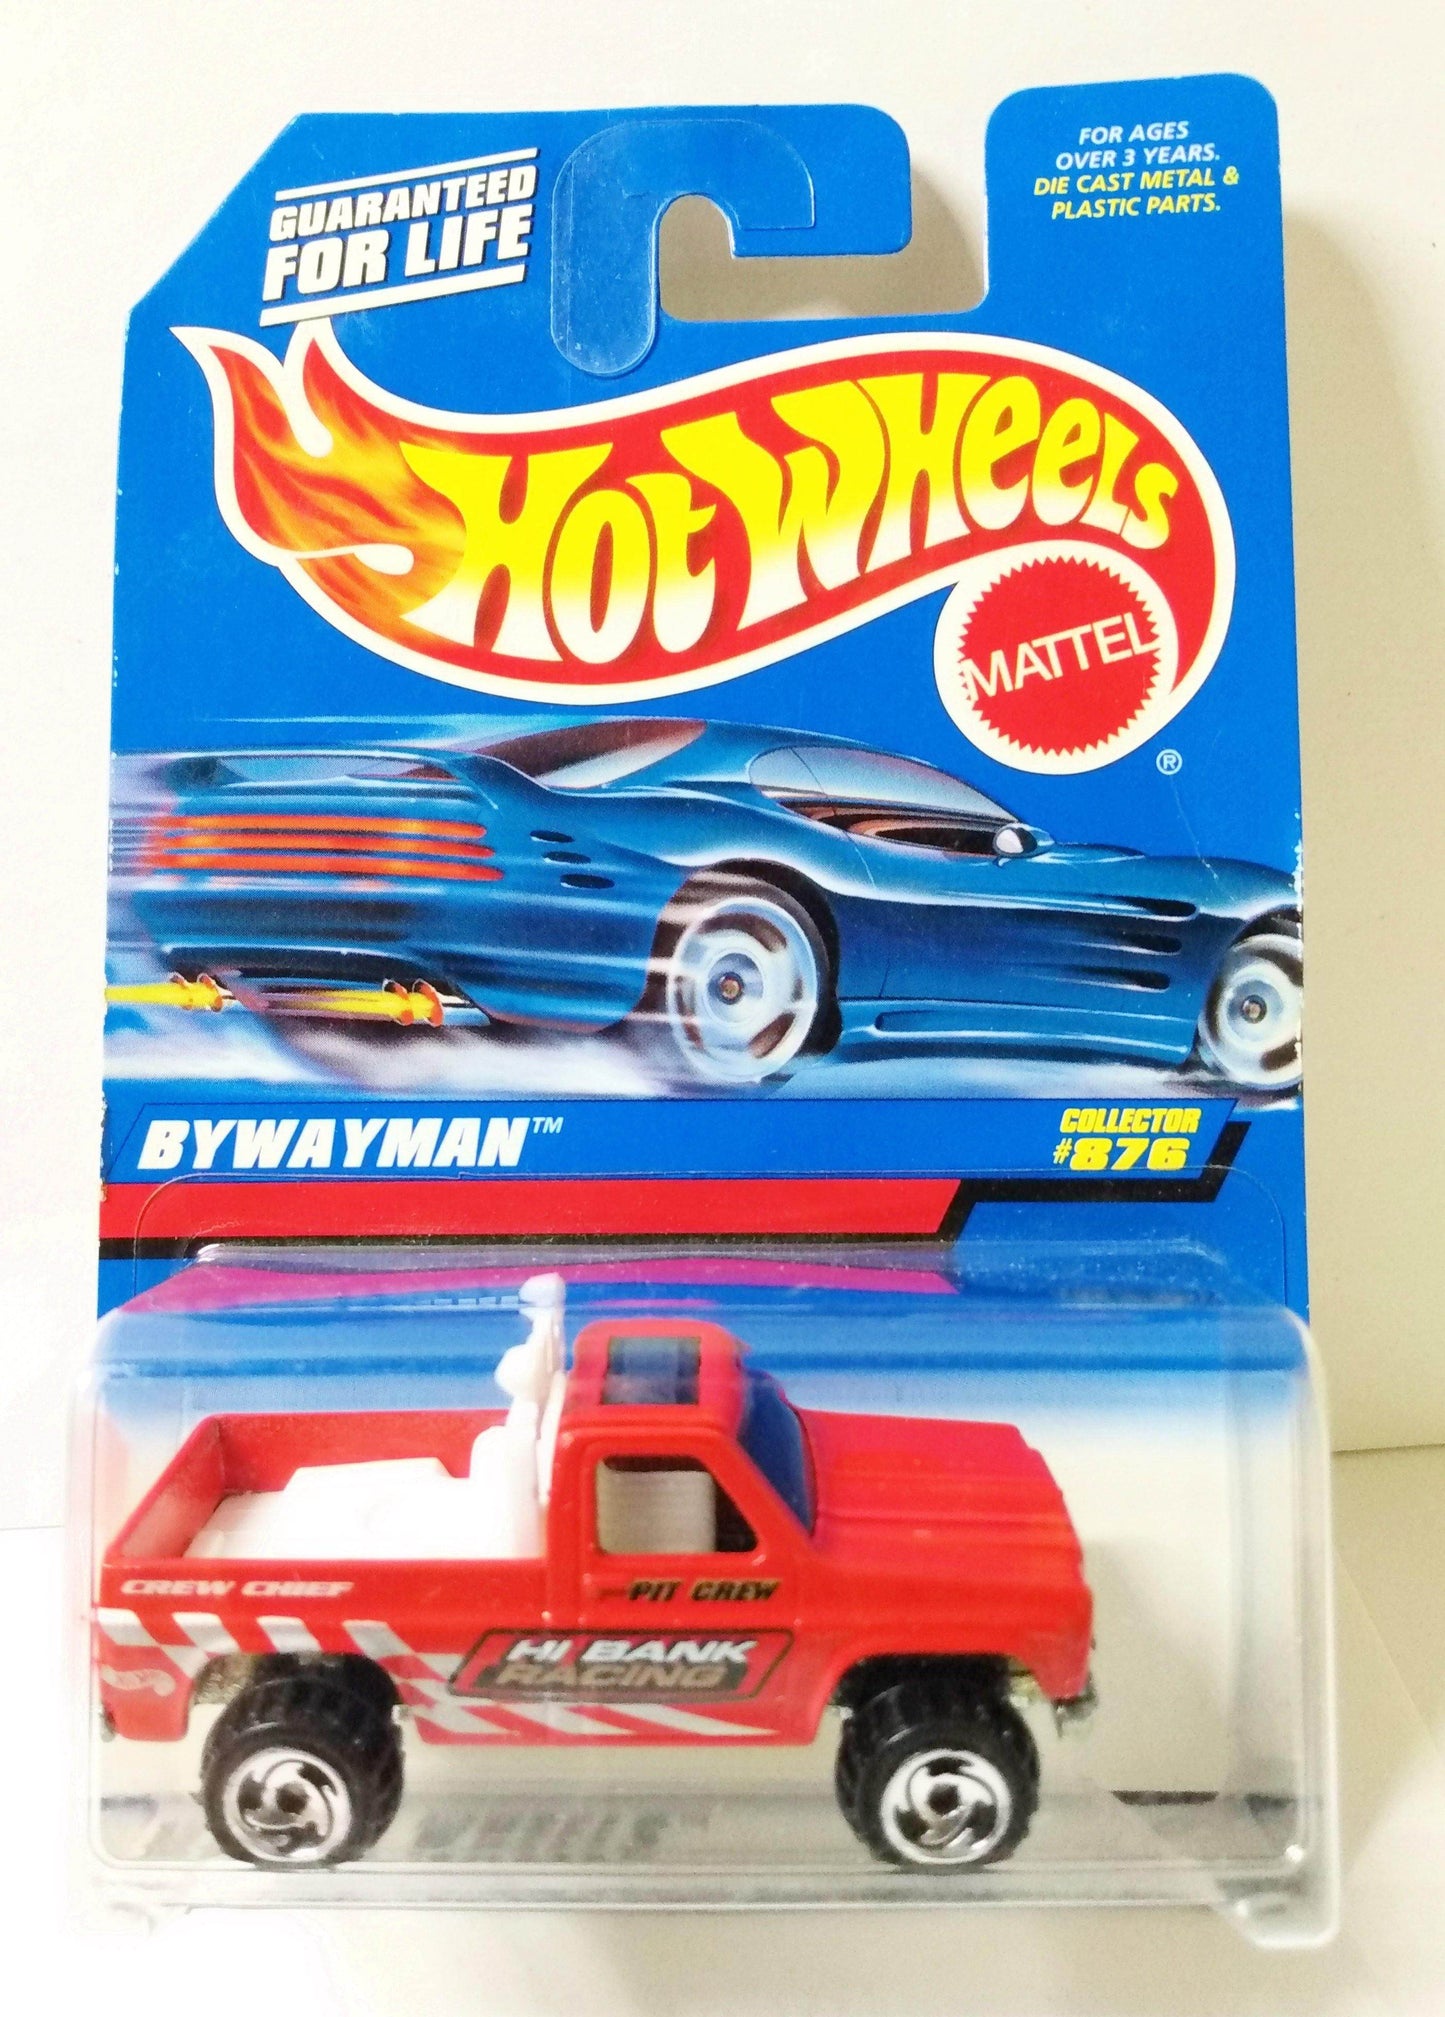 GUARANTEED
FOR LIFE
FOR AGES
OVER 3 YEARS.
DIE CAST METAL &
PLASTIC PARTS.
HOT WHEELS
MATTEL
®
BYWAYMAN™
COLLECTOR
#876
CREW CHIEF
PIT CREW
HI BANK
RACING
WHEELS